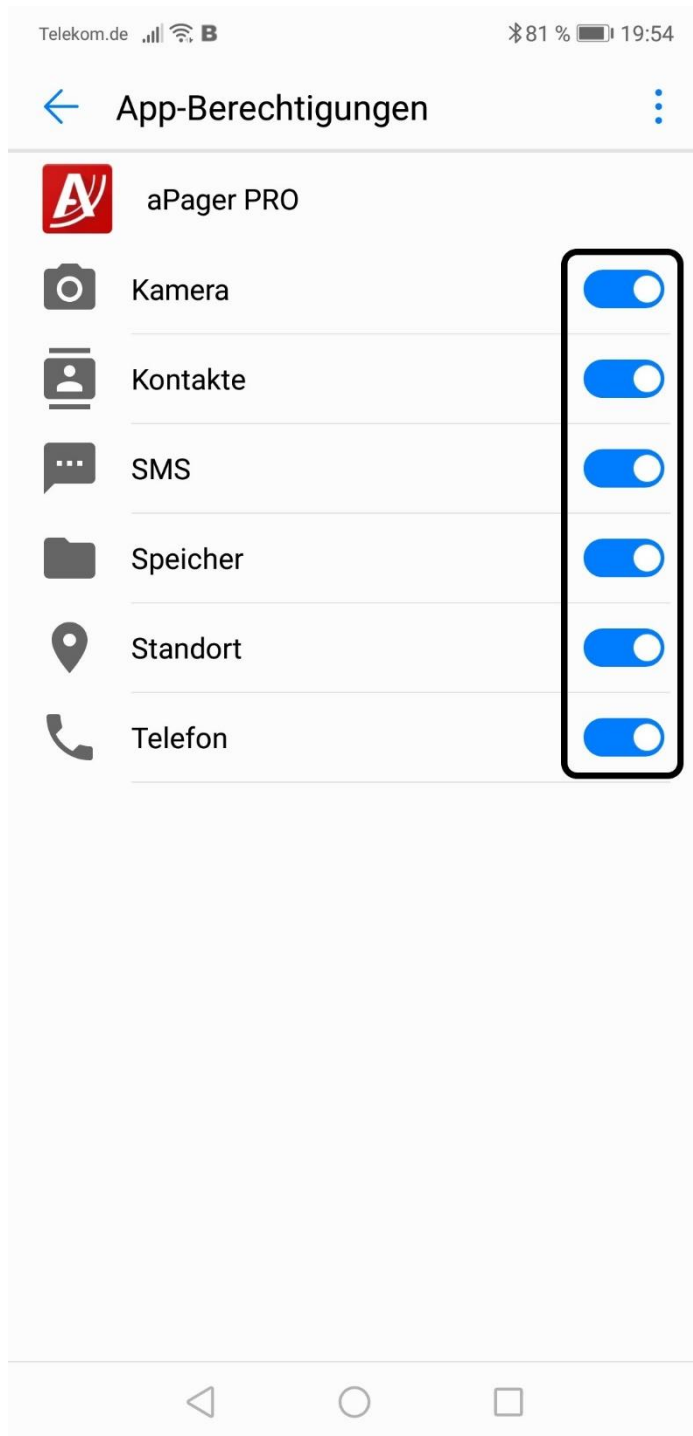 Telekom.de B 81 % 19:54
App-Berechtigungen
A aPager PRO
Kamera
Kontakte
SMS
Speicher
Standort
Telefon